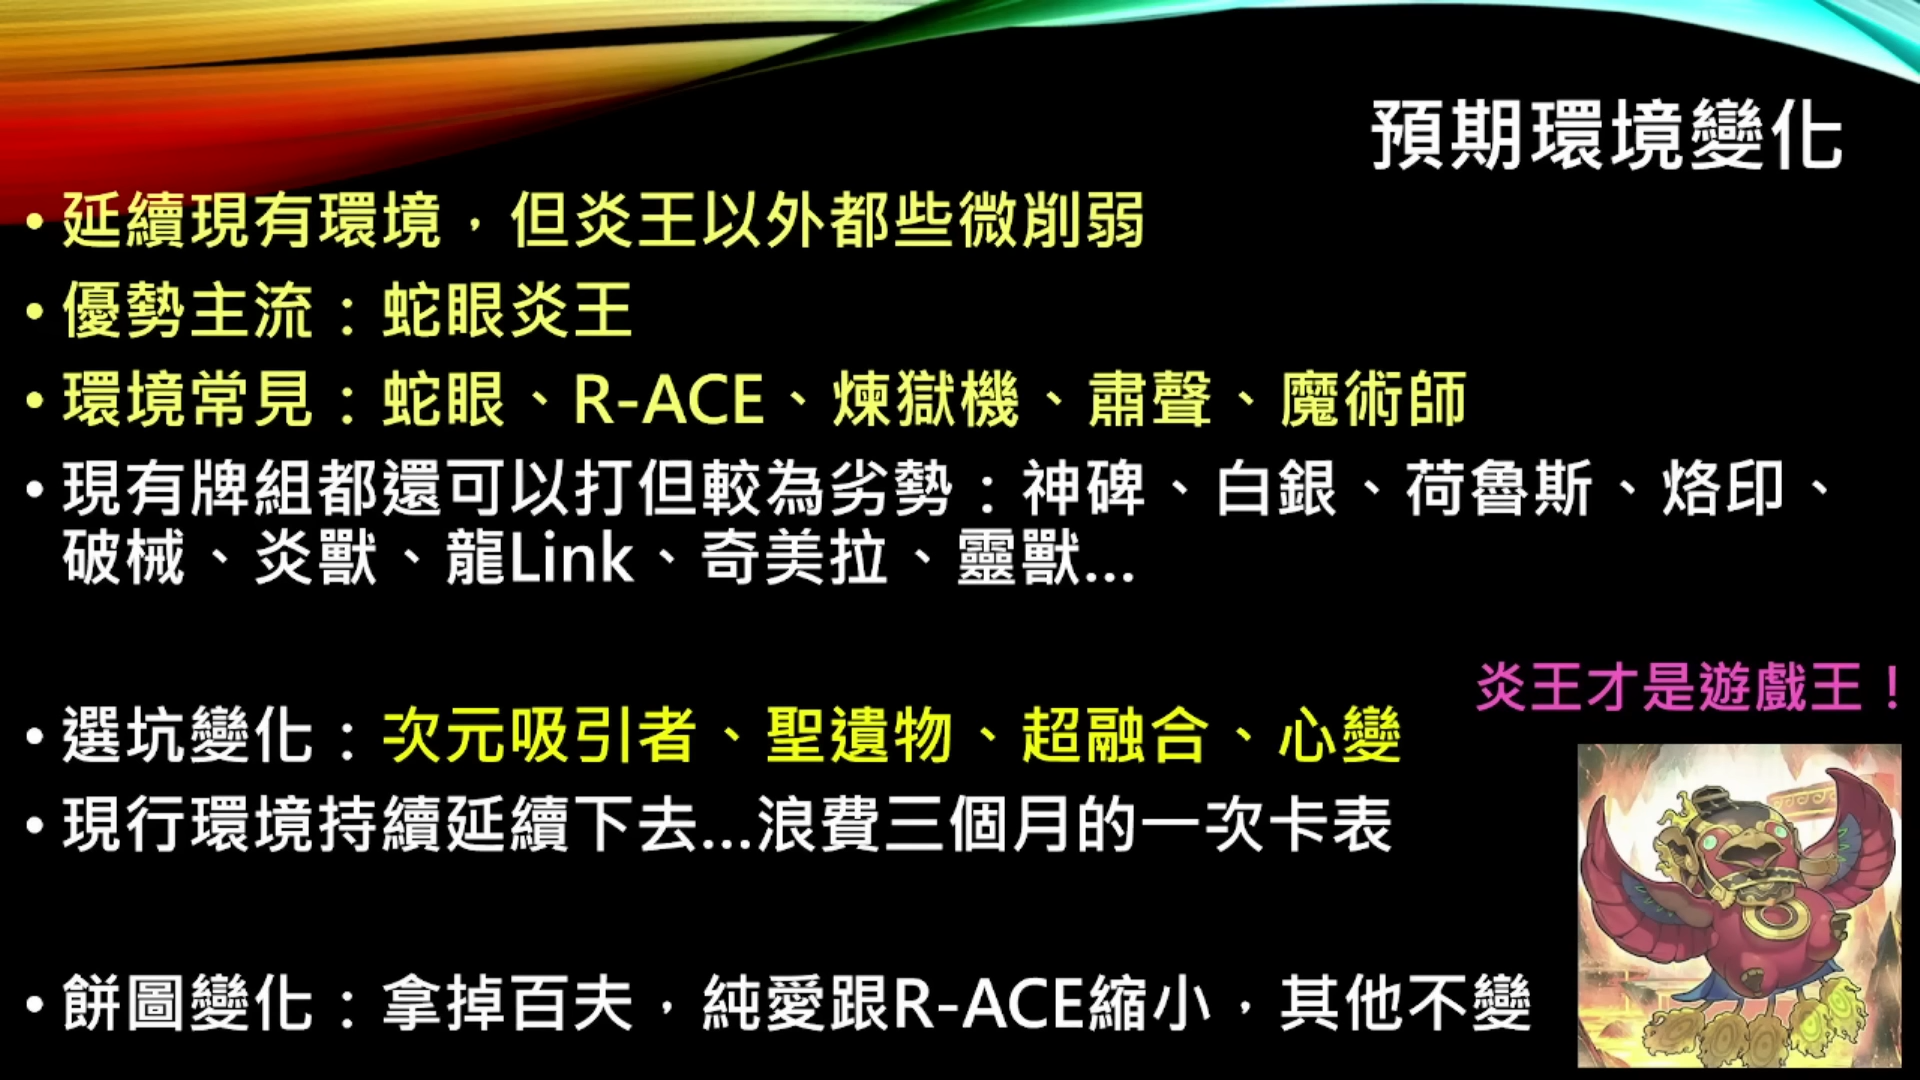 預期環境變化
• 延續現有環境，但炎王以外都些微削弱
• 優勢主流：蛇眼炎王
• 環境常見：蛇眼、R-ACE、煉獄機、肅聲、魔術師
• 現有牌組都還可以打但較為劣勢：神碑、白銀、荷魯斯、烙印、
破械、炎獸、龍Link、奇美拉、靈獸...
炎王才是遊戲王！
• 選坑變化：次元吸引者、聖遺物、超融合、心變
• 現行環境持續延續下去...浪費三個月的一次卡表
• 餅圖變化：拿掉百夫，純愛跟R-ACE縮小，其他不變